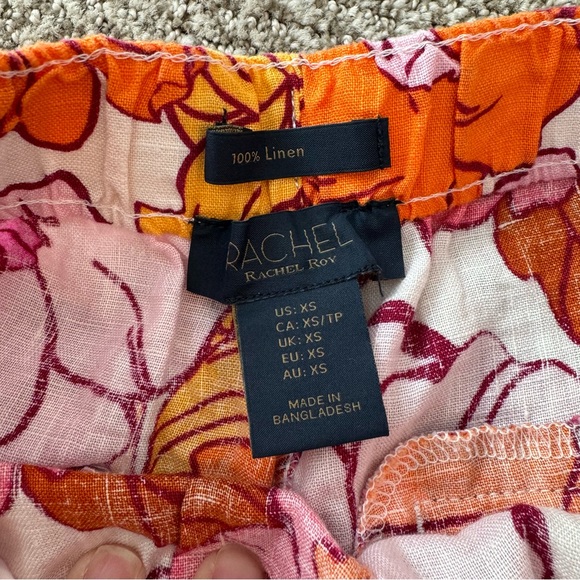 100% Linen
RACHEL
RACHEL ROY
US: XS
CA: XS/TP
UK: XS
EU: XS
AU: XS
MADE IN
BANGLADESH